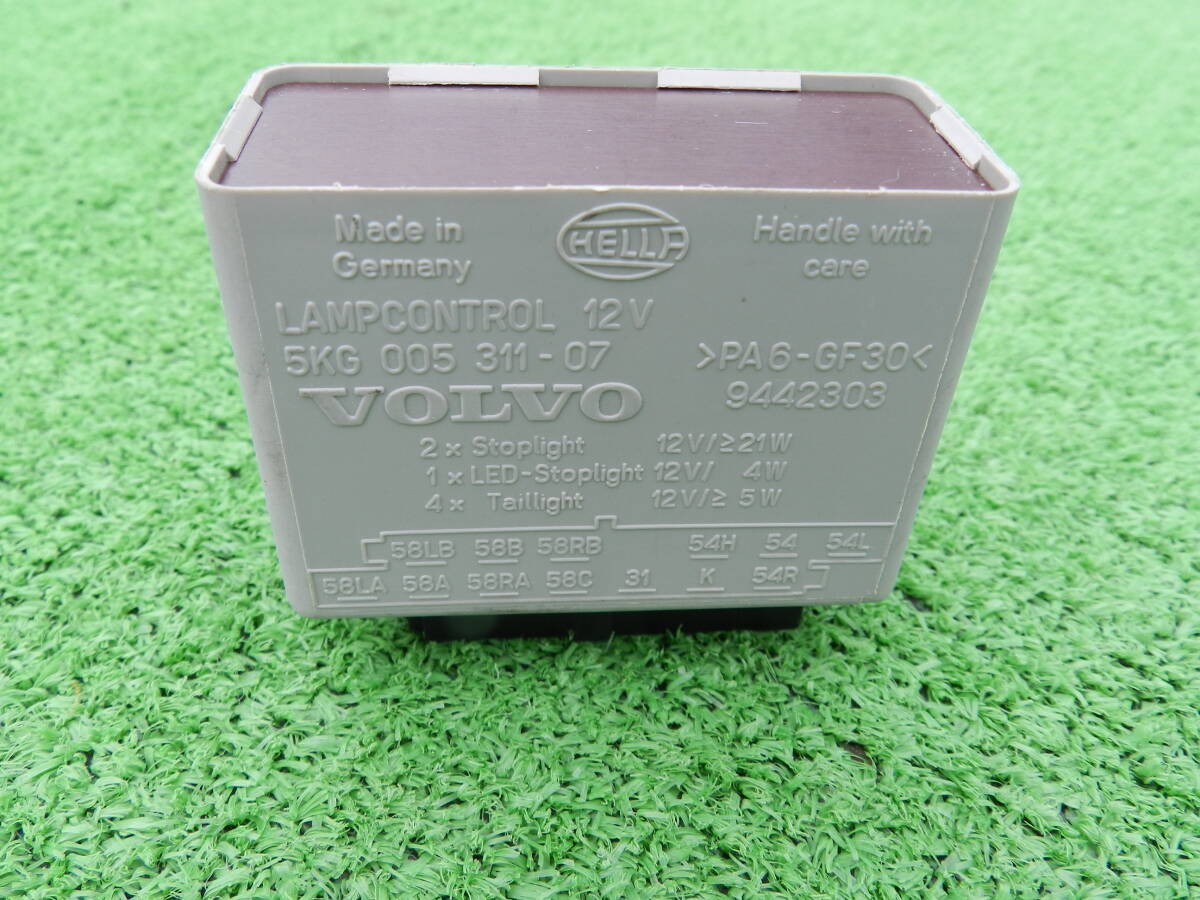 Made in
Germany
HELLA
Handle with
care
LAMPCONTROL 12V
5KG 005 311-07
>PA6-GF30<
VOLVO
9442303
2 x Stoplight 12V/≥21W
1 x LED-Stoplight 12V/ 4W
4 x Taillight 12V/≥ 5W
58LB 58B 58RB 54H 54 54L
58LA 58A 58RA 58C 31 K 54R